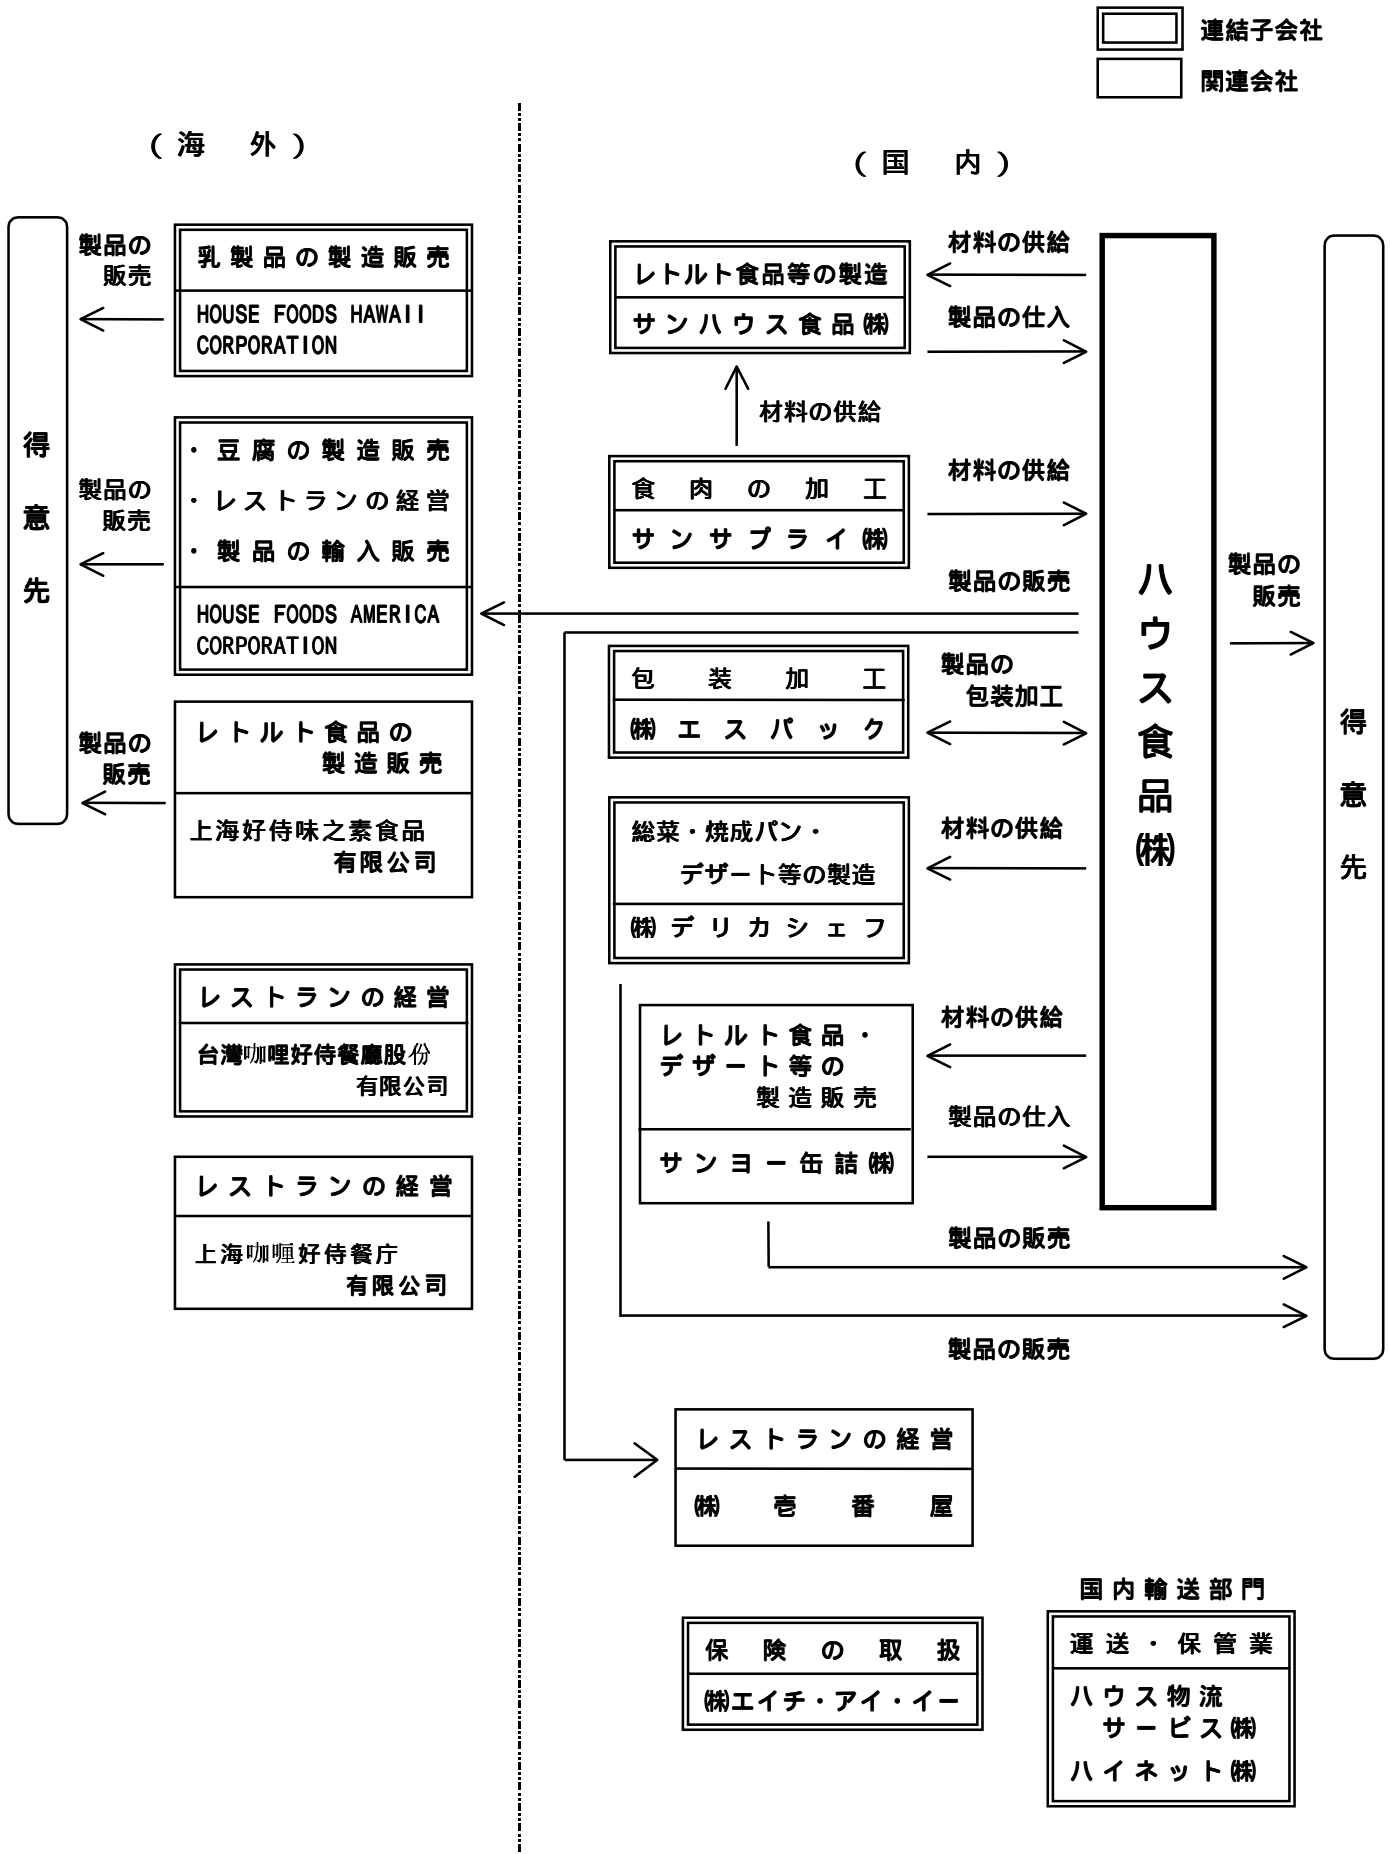 連結子会社
関連会社
(海　外)
(国　内)
得意先
製品の
販売
乳製品の製造販売
HOUSE FOODS HAWAII
CORPORATION
製品の
販売
・豆腐の製造販売
・レストランの経営
・製品の輸入販売
HOUSE FOODS AMERICA
CORPORATION
製品の
販売
レトルト食品の
製造販売
上海好侍味之素食品
有限公司
レストランの経営
台灣咖哩好侍餐廳股份
有限公司
レストランの経営
上海咖喱好侍餐厅
有限公司
レトルト食品等の製造
サンハウス食品㈱
材料の供給
製品の仕入
材料の供給
食肉の加工
サンサプライ㈱
材料の供給
製品の販売
包装加工
㈱エスパック
製品の
包装加工
総菜・焼成パン・
デザート等の製造
㈱デリカシェフ
材料の供給
レトルト食品・
デザート等の
製造販売
サンヨー缶詰㈱
材料の供給
製品の仕入
製品の販売
製品の販売
ハウス食品㈱
製品の
販売
得意先
レストランの経営
㈱壱番屋
保険の取扱
㈱エイチ・アイ・イー
国内輸送部門
運送・保管業
ハウス物流
サービス㈱
ハイネット㈱